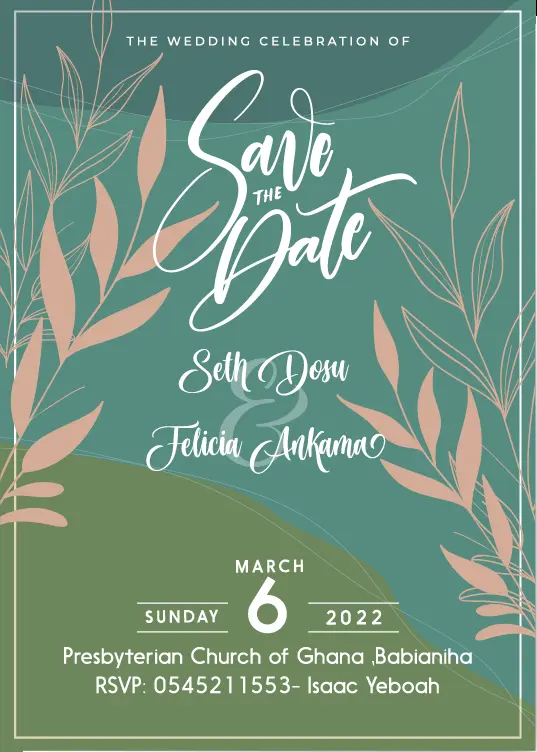 THE WEDDING CELEBRATION OF
Save
THE
Date
Seth Dosu
&
Felicia Ankama
MARCH
SUNDAY 6 2022
Presbyterian Church of Ghana ,Babianiha
RSVP: 0545211553- Isaac Yeboah